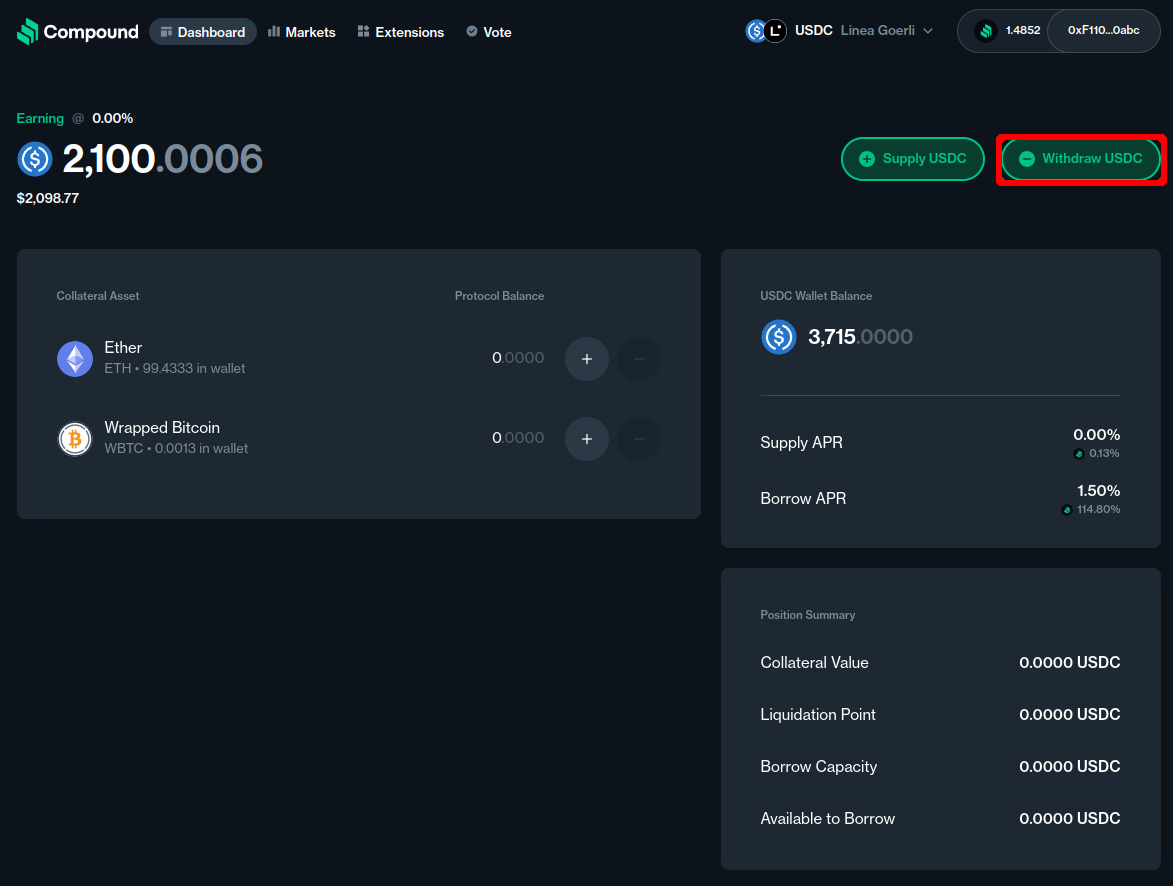 Compound Dashboard Markets Extensions Vote USDC Linea Goerli 1.4852 0xF110...0abc
Earning @ 0.00%
2,100.0006
Supply USDC Withdraw USDC
$2,098.77
Collateral Asset Protocol Balance
Ether
ETH • 99.4333 in wallet
0.0000 + −
Wrapped Bitcoin
WBTC • 0.0013 in wallet
0.0000 + −
USDC Wallet Balance
3,715.0000
Supply APR 0.00%
0.13%
Borrow APR 1.50%
114.80%
Position Summary
Collateral Value 0.0000 USDC
Liquidation Point 0.0000 USDC
Borrow Capacity 0.0000 USDC
Available to Borrow 0.0000 USDC